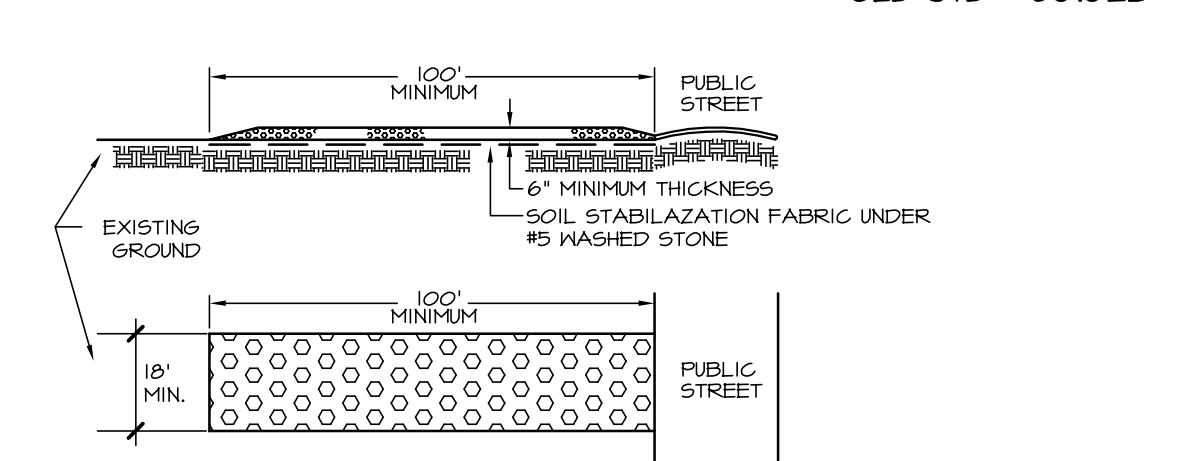 100'
MINIMUM
PUBLIC
STREET
6" MINIMUM THICKNESS
SOIL STABILAZATION FABRIC UNDER
#5 WASHED STONE
EXISTING
GROUND
100'
MINIMUM
18'
MIN.
PUBLIC
STREET